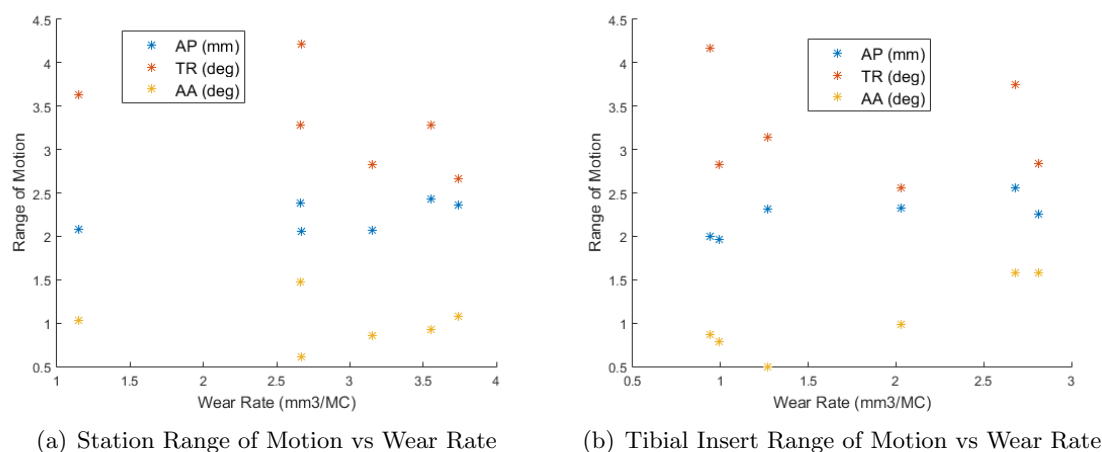 4.5
4
3.5
3
2.5
2
1.5
1
0.5
Range of Motion
AP (mm)
TR (deg)
AA (deg)
1 1.5 2 2.5 3 3.5 4
Wear Rate (mm3/MC)
(a) Station Range of Motion vs Wear Rate
4.5
4
3.5
3
2.5
2
1.5
1
0.5
Range of Motion
AP (mm)
TR (deg)
AA (deg)
0.5 1 1.5 2 2.5 3
Wear Rate (mm3/MC)
(b) Tibial Insert Range of Motion vs Wear Rate